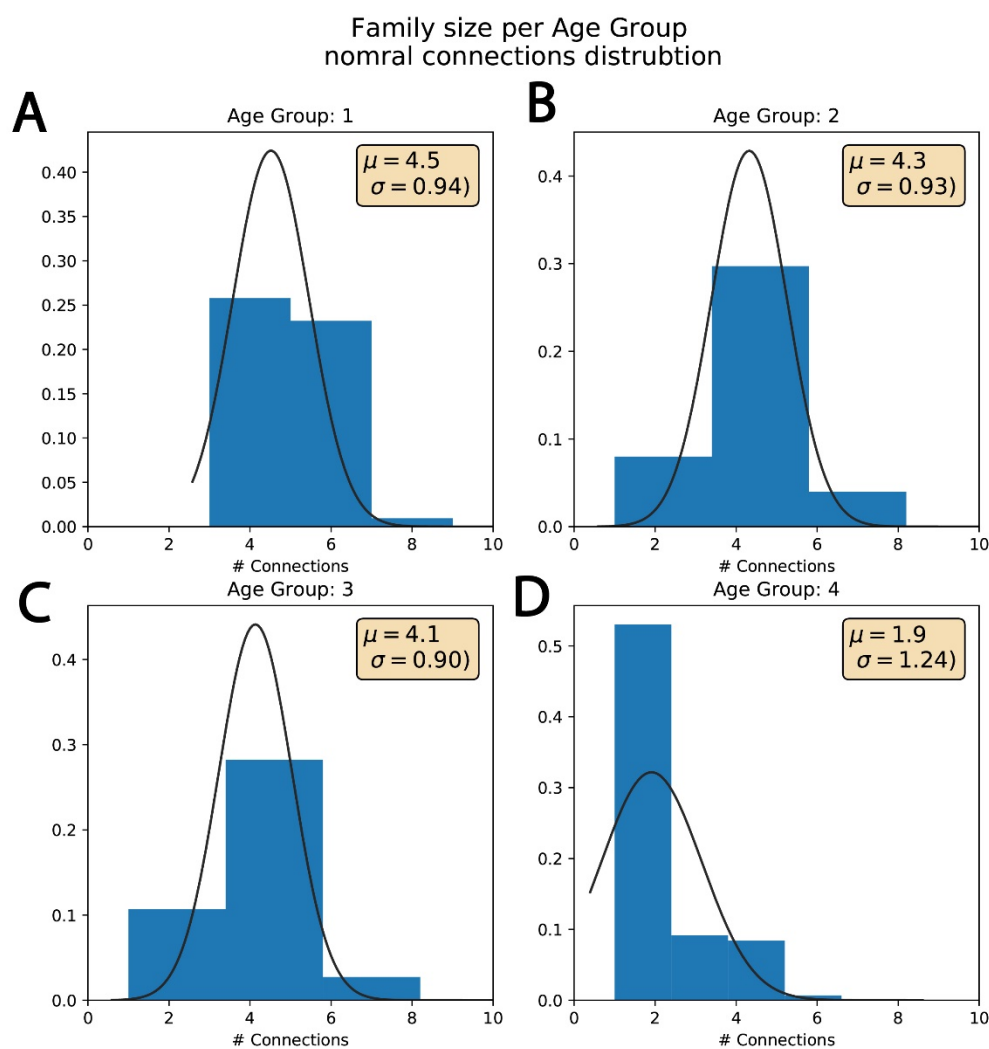 Family size per Age Group
nomral connections distrubtion
A
Age Group: 1
μ = 4.5
σ = 0.94)
0.40
0.35
0.30
0.25
0.20
0.15
0.10
0.05
0.00
0 2 4 6 8 10
# Connections
B
Age Group: 2
μ = 4.3
σ = 0.93)
0.4
0.3
0.2
0.1
0.0
0 2 4 6 8 10
# Connections
C
Age Group: 3
μ = 4.1
σ = 0.90)
0.4
0.3
0.2
0.1
0.0
0 2 4 6 8 10
# Connections
D
Age Group: 4
μ = 1.9
σ = 1.24)
0.5
0.4
0.3
0.2
0.1
0.0
0 2 4 6 8 10
# Connections